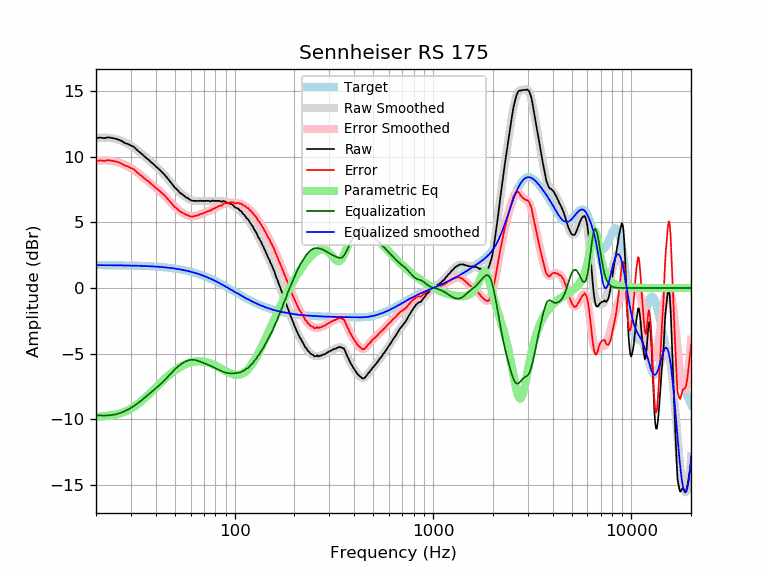 Sennheiser RS 175
Target
Raw Smoothed
Error Smoothed
Raw
Error
Parametric Eq
Equalization
Equalized smoothed
Amplitude (dBr)
15
10
5
0
−5
−10
−15
100 1000 10000
Frequency (Hz)